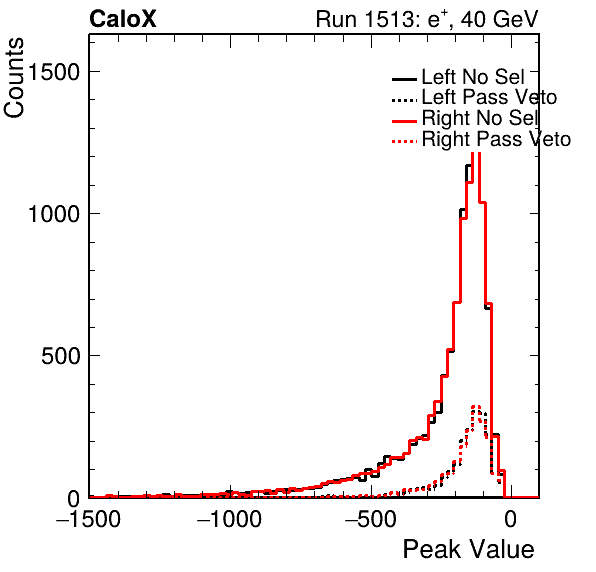 CaloX
Run 1513: e+, 40 GeV
Counts
1500
1000
500
0
Left No Sel
Left Pass Veto
Right No Sel
Right Pass Veto
−1500
−1000
−500
0
Peak Value